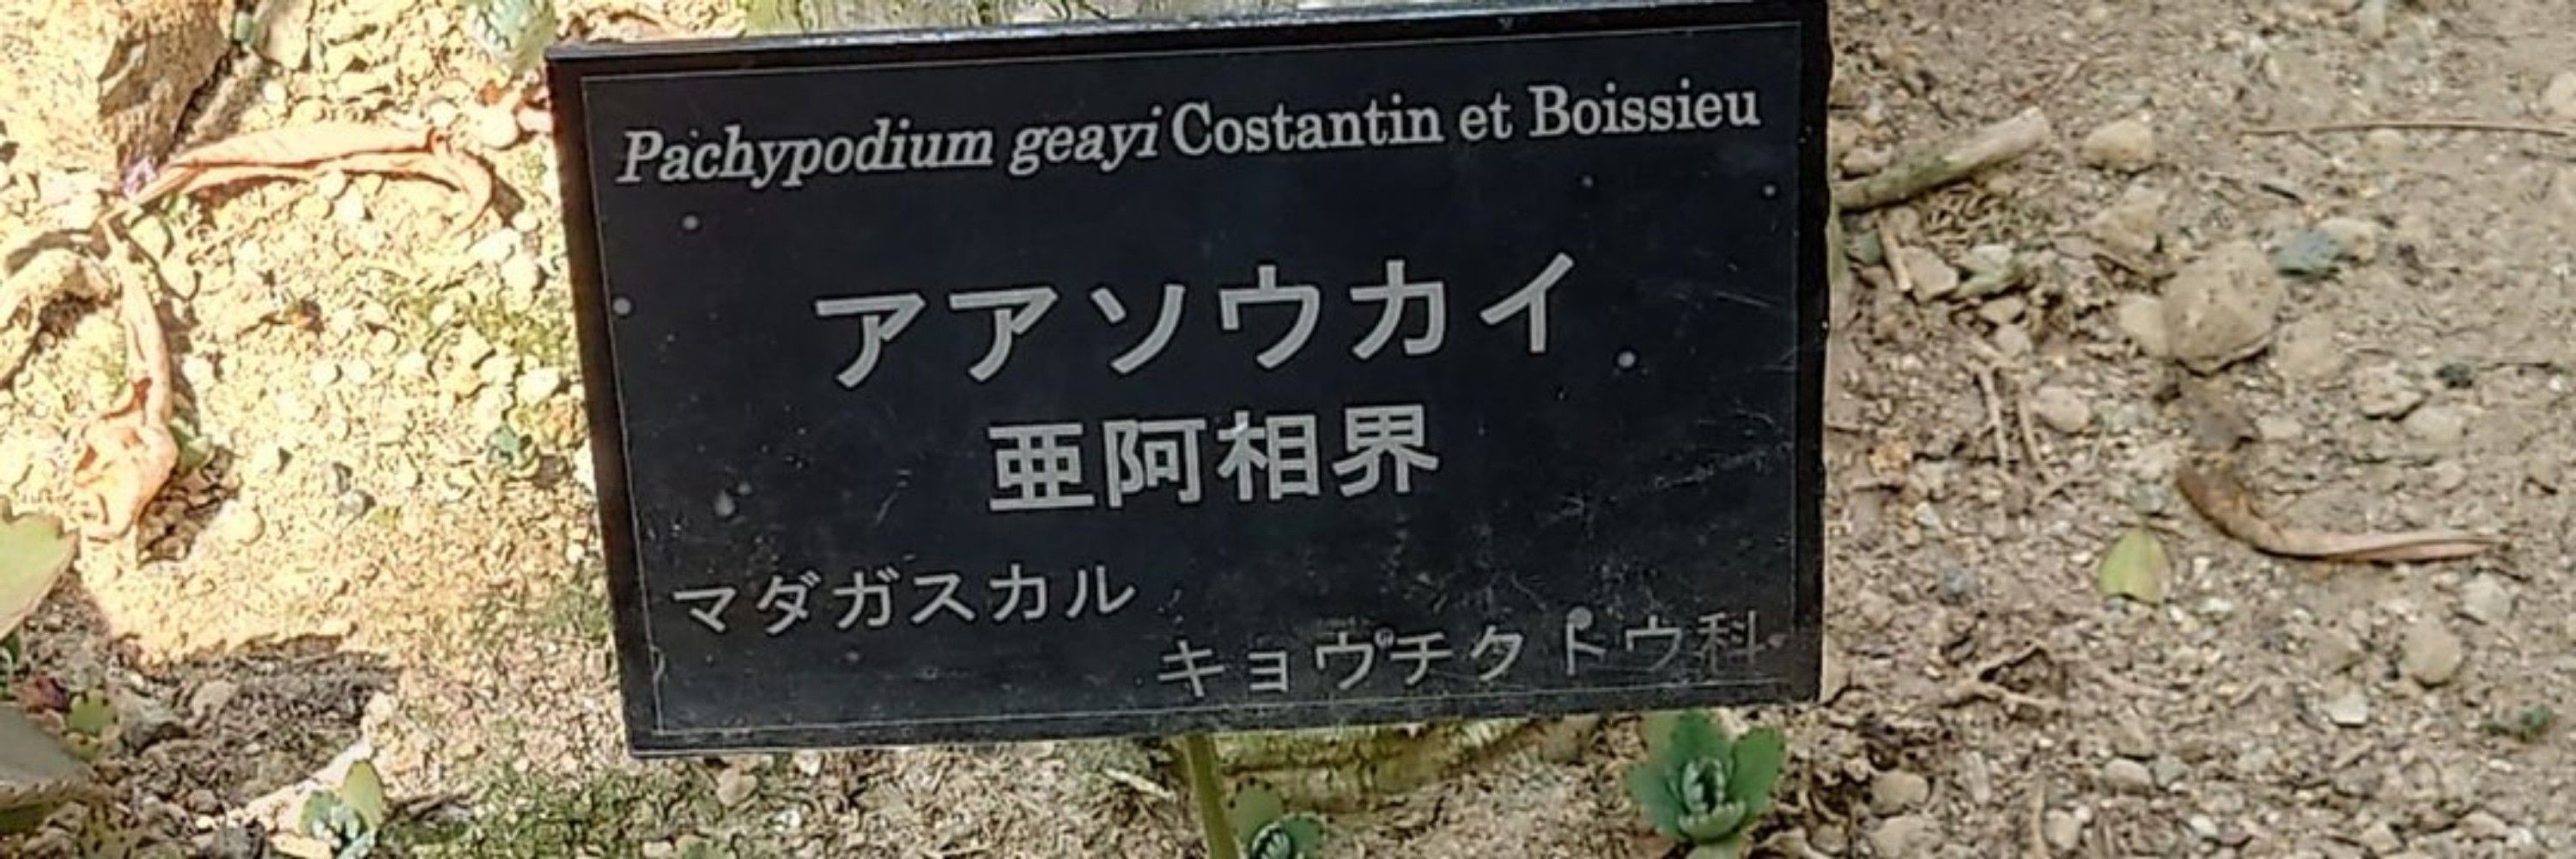 Pachypodium geayi Costantin et Boissieu
アアソウカイ
亜阿相界
マダガスカル
キョウチクトウ科